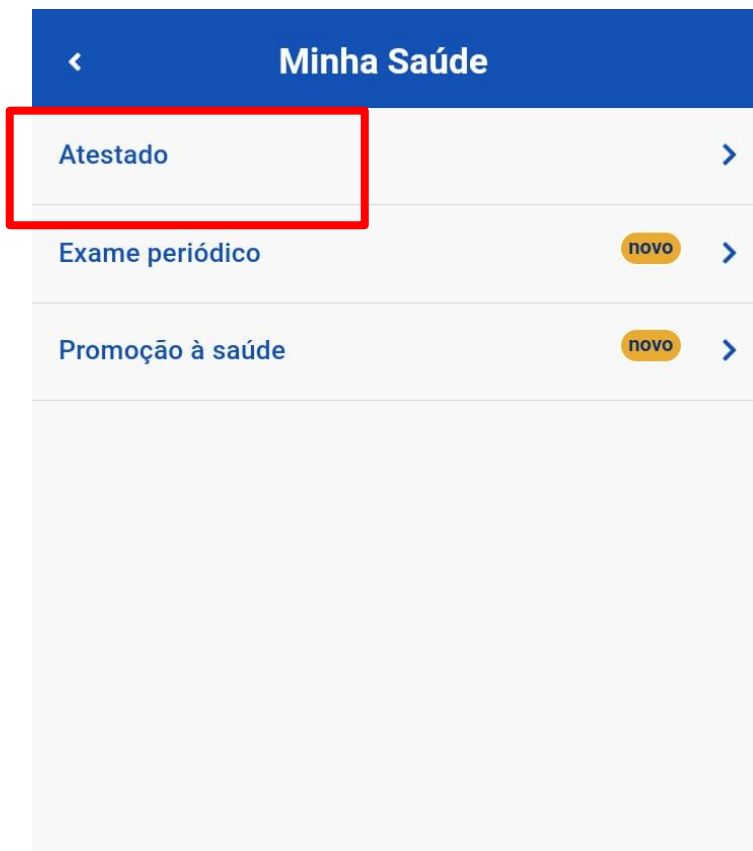 Minha Saúde
Atestado
Exame periódico novo
Promoção à saúde novo